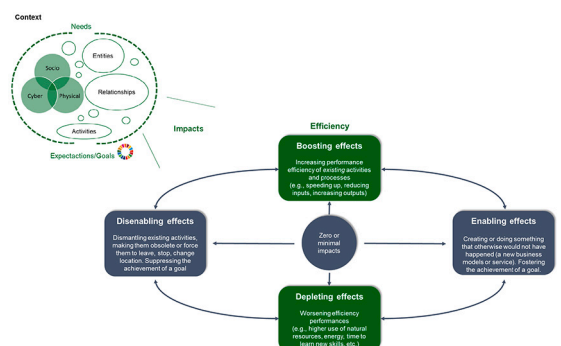 Context
Needs
Entities
Socio
Cyber
Physical
Relationships
Activities
Expectactions/Goals
Impacts
Efficiency
Boosting effects
Increasing performance
efficiency of existing activities
and processes
(e.g., speeding up, reducing
inputs, increasing outputs)
Disenabling effects
Dismantling existing activities,
making them obsolete or force
them to leave, stop, change
location. Suppressing the
achievement of a goal
Zero or
minimal
impacts
Enabling effects
Creating or doing something
that otherwise would not have
happened (a new business
models or service). Fostering
the achievement of a goal.
Depleting effects
Worsening efficiency
performances
(e.g., higher use of natural
resources, energy, time to
learn new skills, etc.)